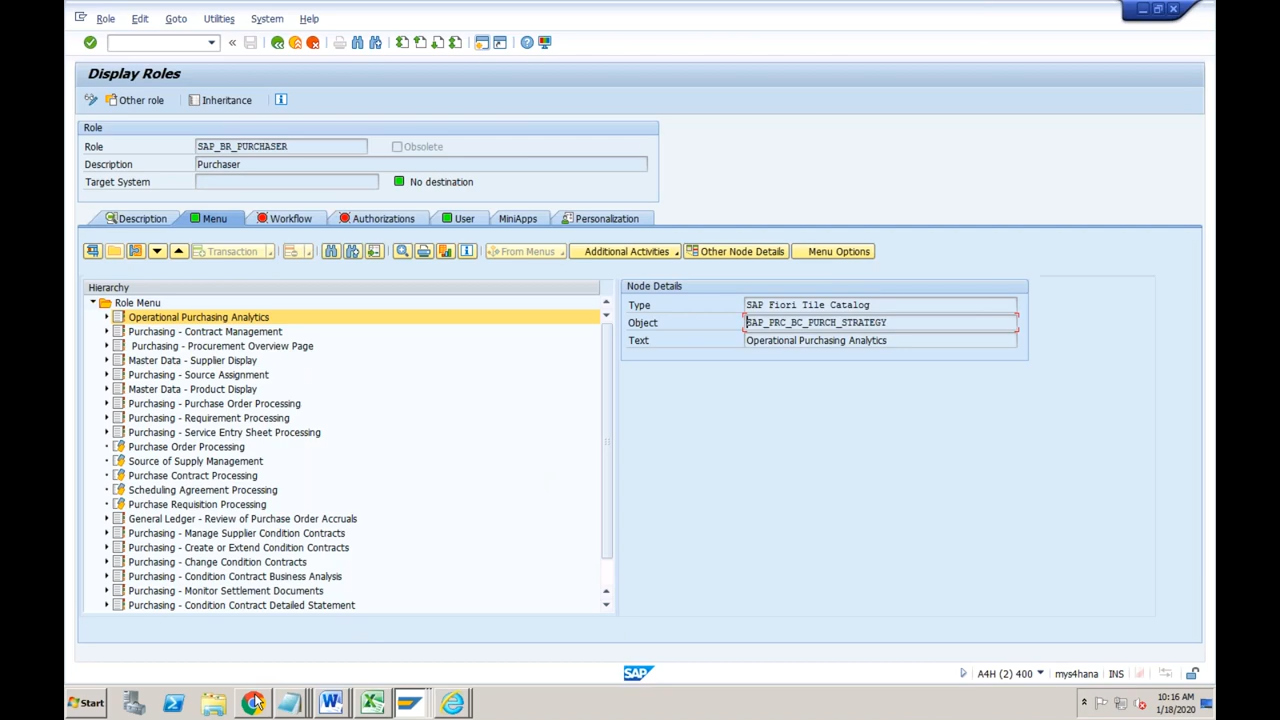 Role Edit Goto Utilities System Help
Display Roles
Other role Inheritance
Role
Role SAP_BR_PURCHASER Obsolete
Description Purchaser
Target System No destination
Description Menu Workflow Authorizations User MiniApps Personalization
Transaction From Menus Additional Activities Other Node Details Menu Options
Hierarchy
Role Menu
Operational Purchasing Analytics
Purchasing - Contract Management
Purchasing - Procurement Overview Page
Master Data - Supplier Display
Purchasing - Source Assignment
Master Data - Product Display
Purchasing - Purchase Order Processing
Purchasing - Requirement Processing
Purchasing - Service Entry Sheet Processing
Purchase Order Processing
Source of Supply Management
Purchase Contract Processing
Scheduling Agreement Processing
Purchase Requisition Processing
General Ledger - Review of Purchase Order Accruals
Purchasing - Manage Supplier Condition Contracts
Purchasing - Create or Extend Condition Contracts
Purchasing - Change Condition Contracts
Purchasing - Condition Contract Business Analysis
Purchasing - Monitor Settlement Documents
Purchasing - Condition Contract Detailed Statement
Node Details
Type SAP Fiori Tile Catalog
Object SAP_PRC_BC_PURCH_STRATEGY
Text Operational Purchasing Analytics
SAP A4H (2) 400 mys4hana INS
Start
10:16 AM
1/18/2020